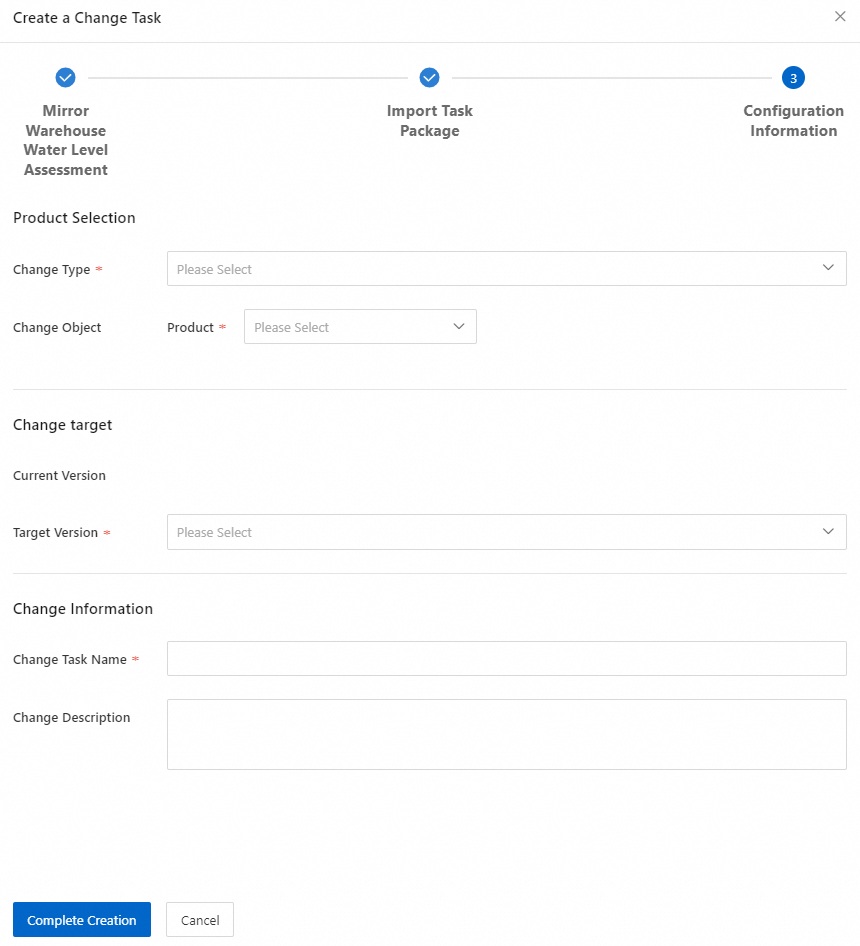 Create a Change Task
3
Mirror
Warehouse
Water Level
Assessment
Import Task
Package
Configuration
Information
Product Selection
Change Type *
Please Select
Change Object
Product *
Please Select
Change target
Current Version
Target Version *
Please Select
Change Information
Change Task Name *
Change Description
Complete Creation
Cancel